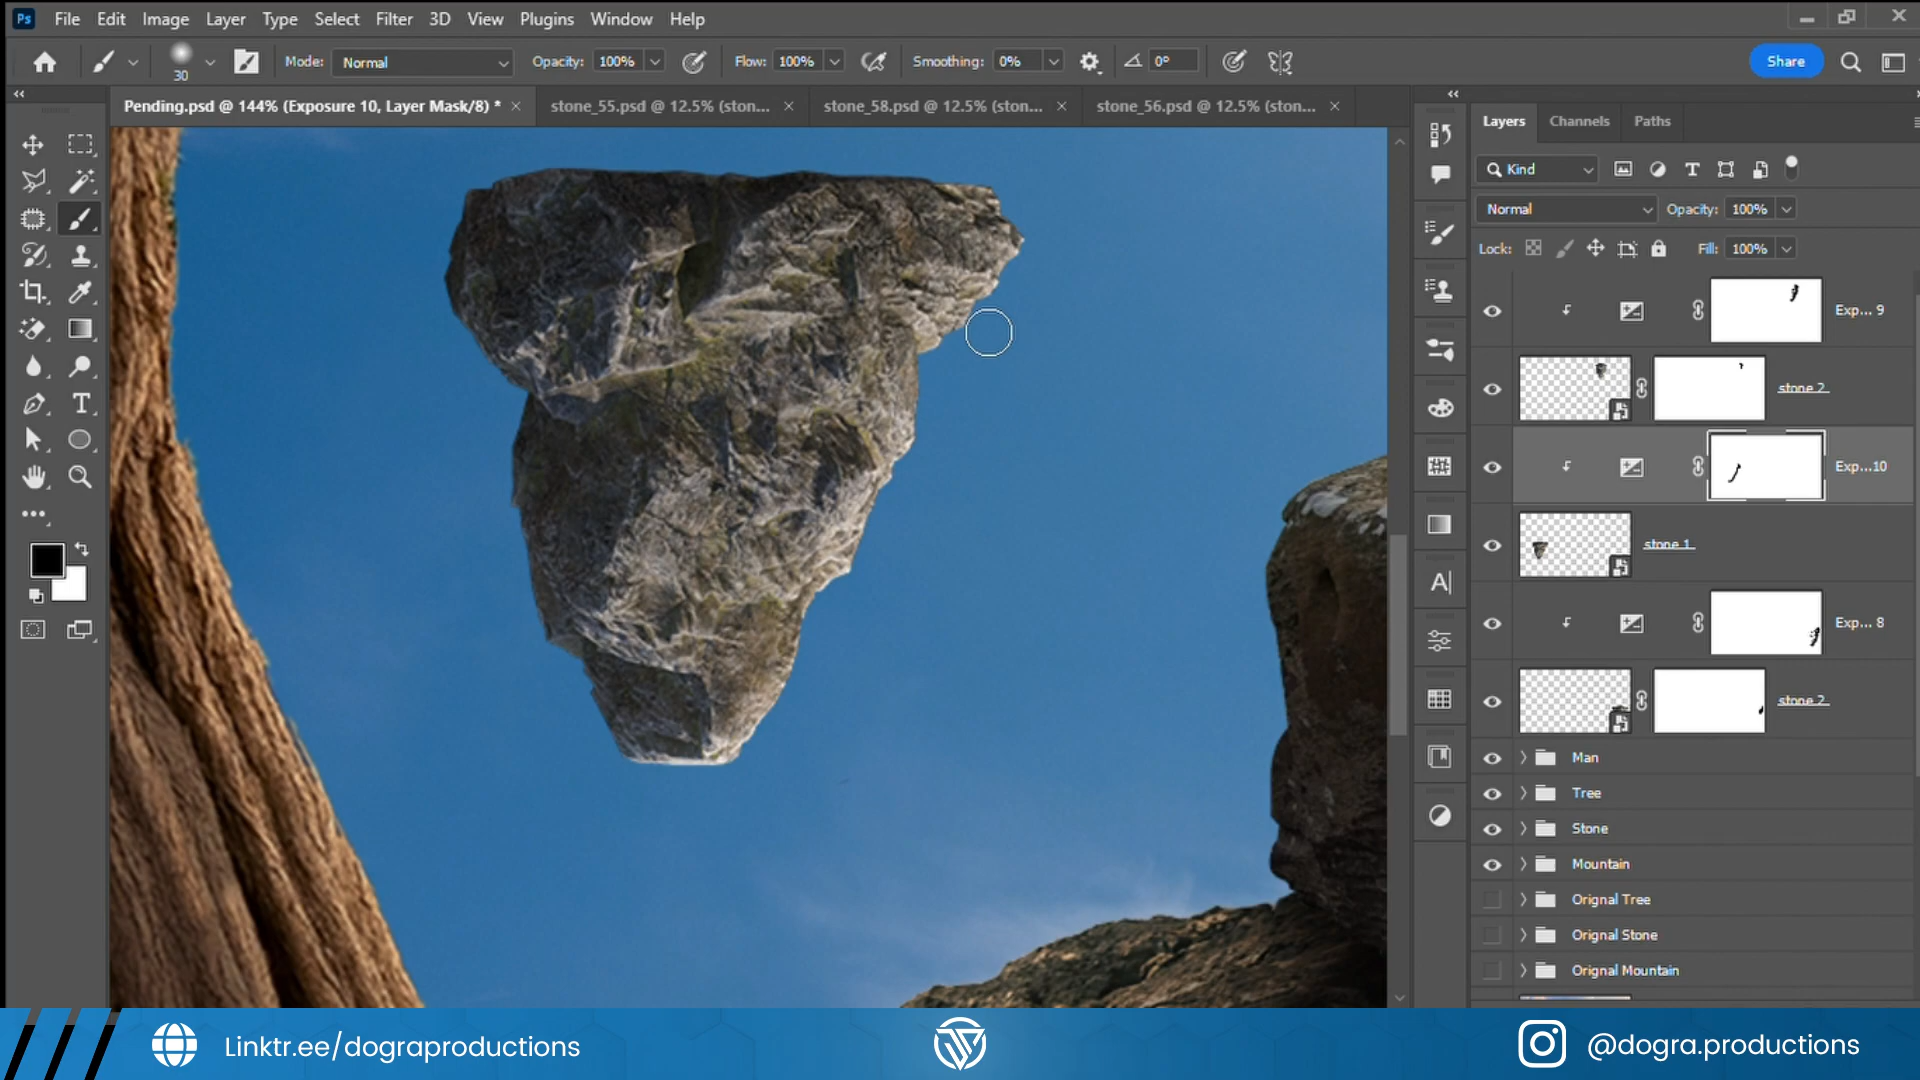 Ps File Edit Image Layer Type Select Filter 3D View Plugins Window Help
30 Mode: Normal Opacity: 100% Flow: 100% Smoothing: 0% 0° Share
Pending.psd @ 144% (Exposure 10, Layer Mask/8) * stone_55.psd @ 12.5% (ston... stone_58.psd @ 12.5% (ston... stone_56.psd @ 12.5% (ston...
Layers Channels Paths
Kind
Normal Opacity: 100%
Lock: Fill: 100%
Exp... 9
stone 2
Exp...10
stone 1
Exp... 8
stone 2
Man
Tree
Stone
Mountain
Orignal Tree
Orignal Stone
Orignal Mountain
Linktr.ee/dograproductions @dogra.productions